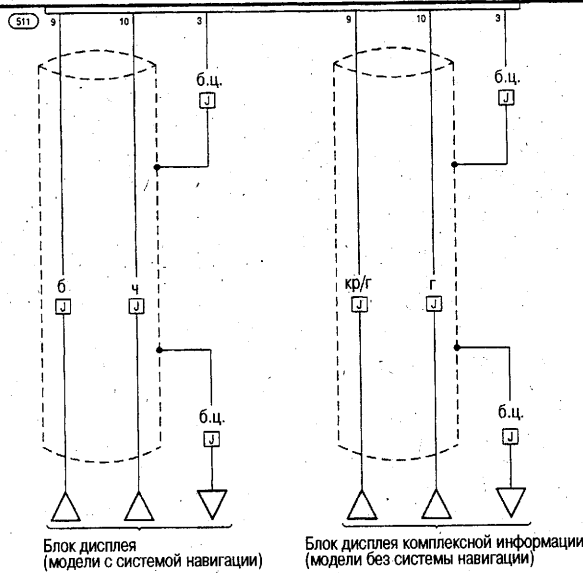 511 9 10 3 9 10 3
б.ц. б.ц.
J J
б ч кр/г г
J J J J
б.ц. б.ц.
J J
Блок дисплея
(модели с системой навигации)
Блок дисплея комплексной информации
(модели без системы навигации)